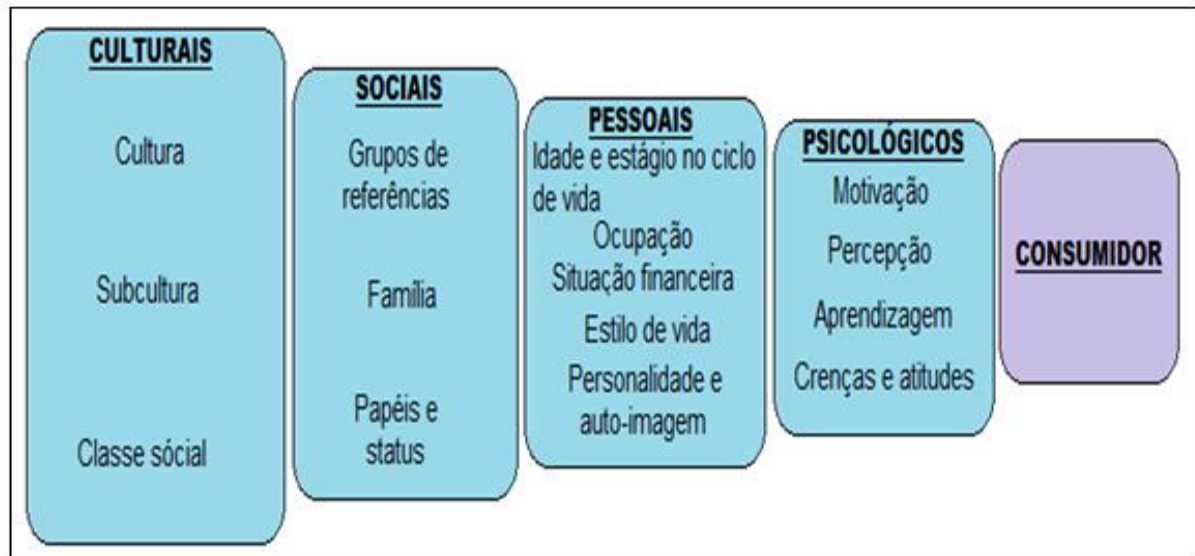 CULTURAIS
Cultura
Subcultura
Classe sócial
SOCIAIS
Grupos de
referências
Família
Papéis e
status
PESSOAIS
Idade e estágio no ciclo
de vida
Ocupação
Situação financeira
Estilo de vida
Personalidade e
auto-imagem
PSICOLÓGICOS
Motivação
Percepção
Aprendizagem
Crenças e atitudes
CONSUMIDOR